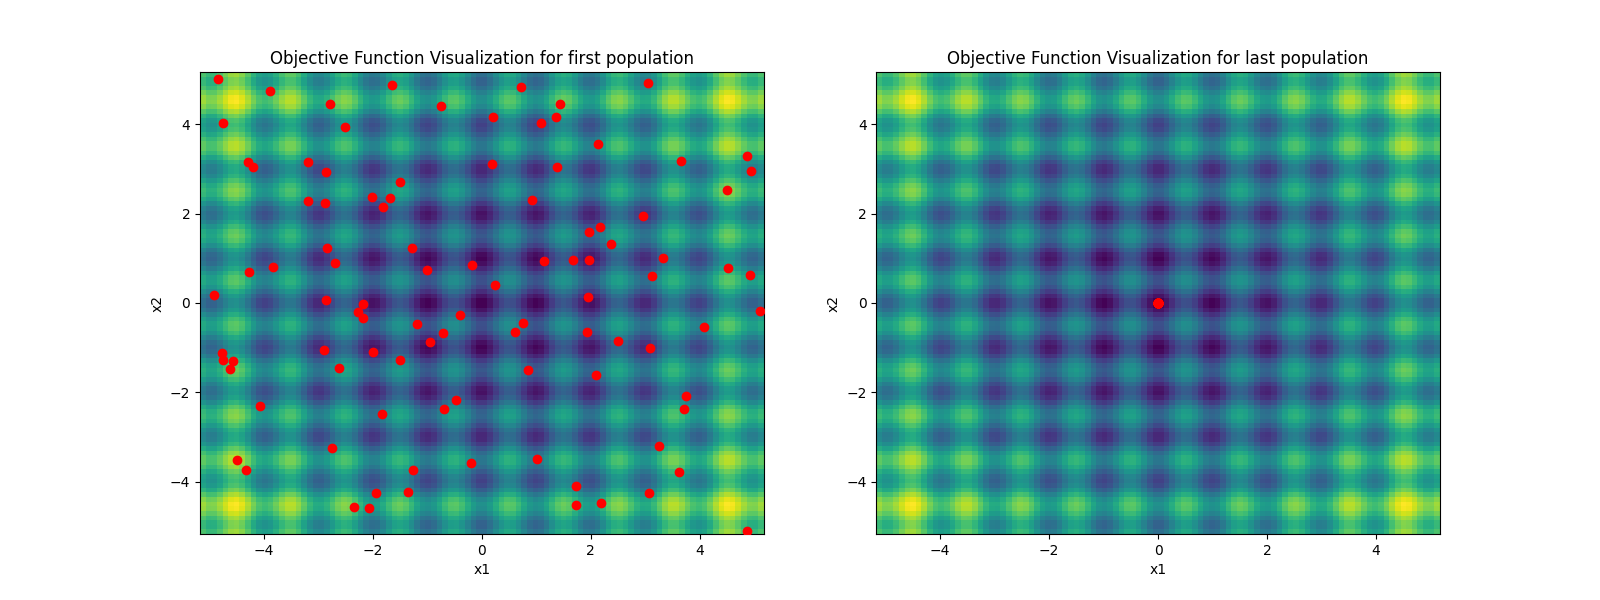 Objective Function Visualization for first population
4
2
0
−2
−4
x2
−4 −2 0 2 4
x1
Objective Function Visualization for last population
4
2
0
−2
−4
x2
−4 −2 0 2 4
x1